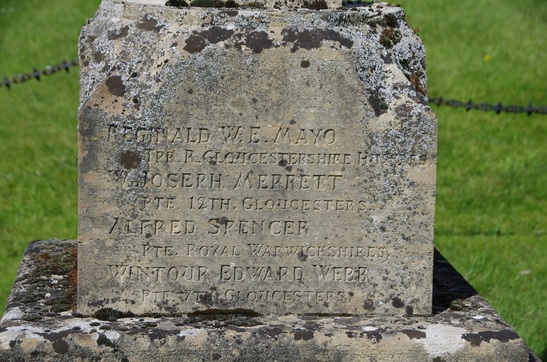 REGINALD W. E. MAYO
TPR. R. GLOUCESTERSHIRE HUSSARS
W. JOSEPH MERRETT
PTE. 12TH. GLOUCESTERS.
ALFRED SPENCER
PTE. ROYAL WARWICKSHIRES.
WINTOUR EDWARD WEBB
PTE. 7TH. GLOUCESTERS.